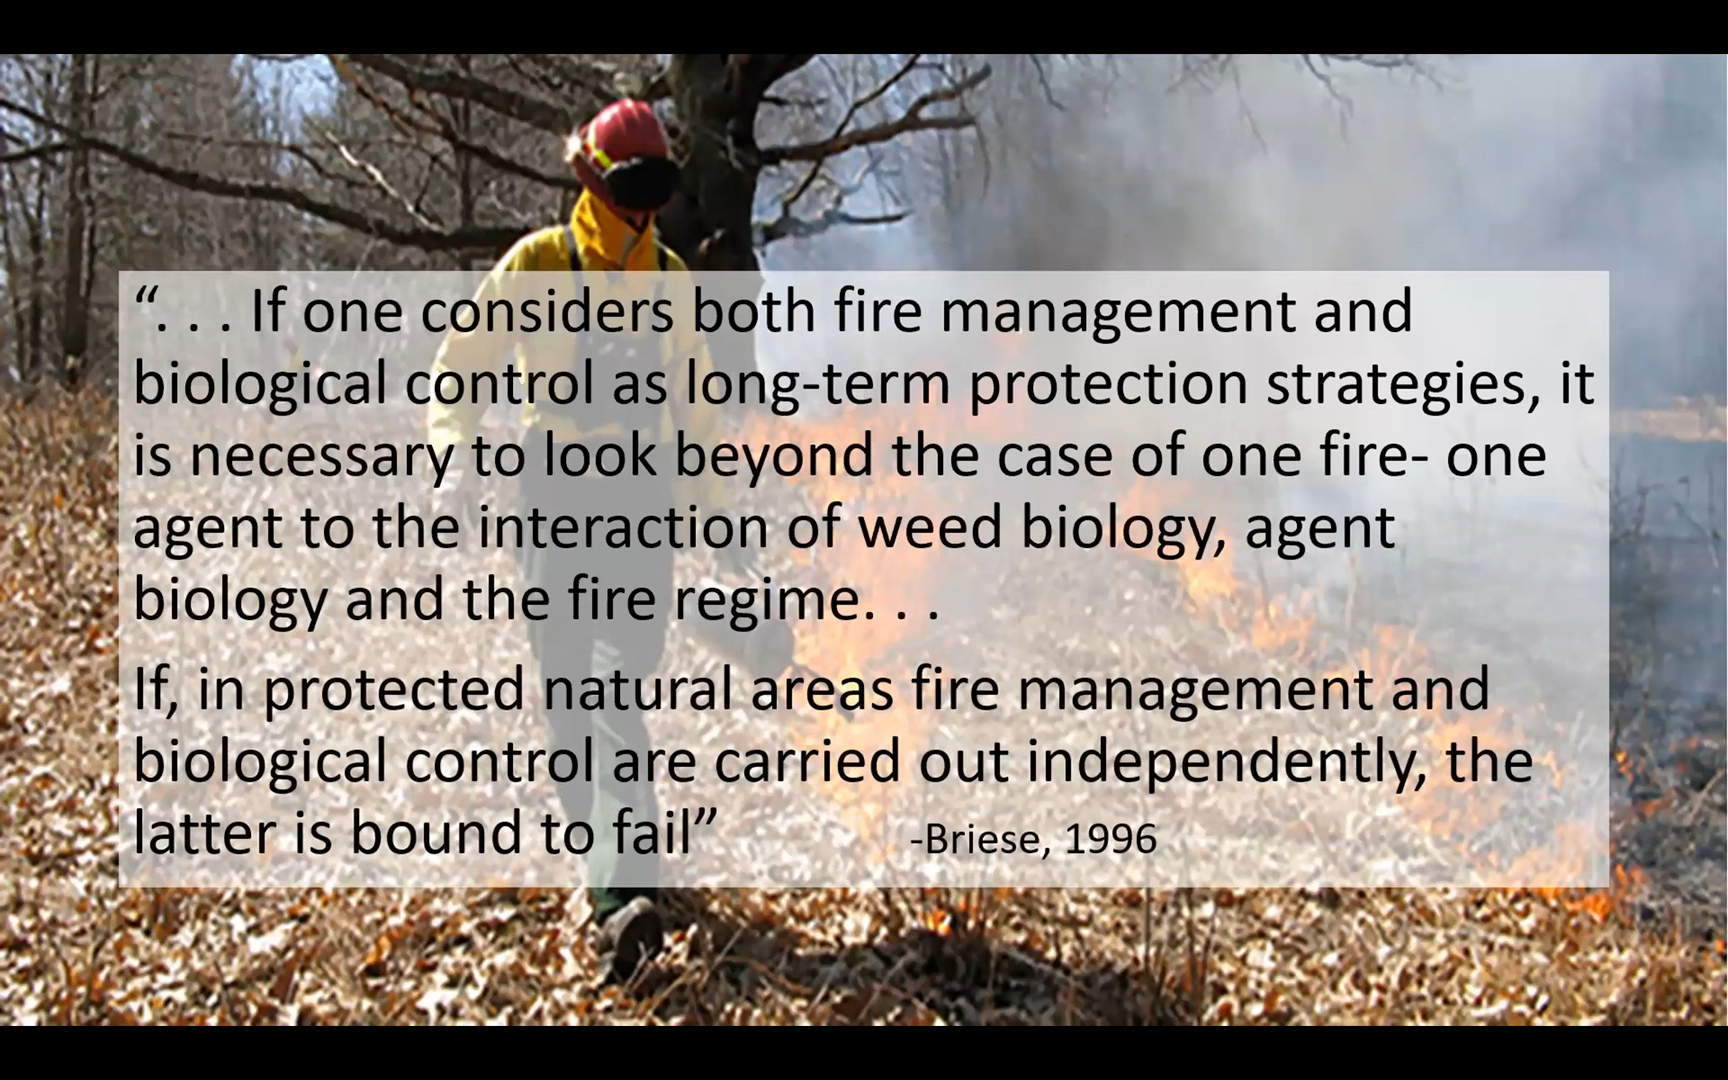 “. . . If one considers both fire management and
biological control as long-term protection strategies, it
is necessary to look beyond the case of one fire- one
agent to the interaction of weed biology, agent
biology and the fire regime. . .
If, in protected natural areas fire management and
biological control are carried out independently, the
latter is bound to fail” -Briese, 1996